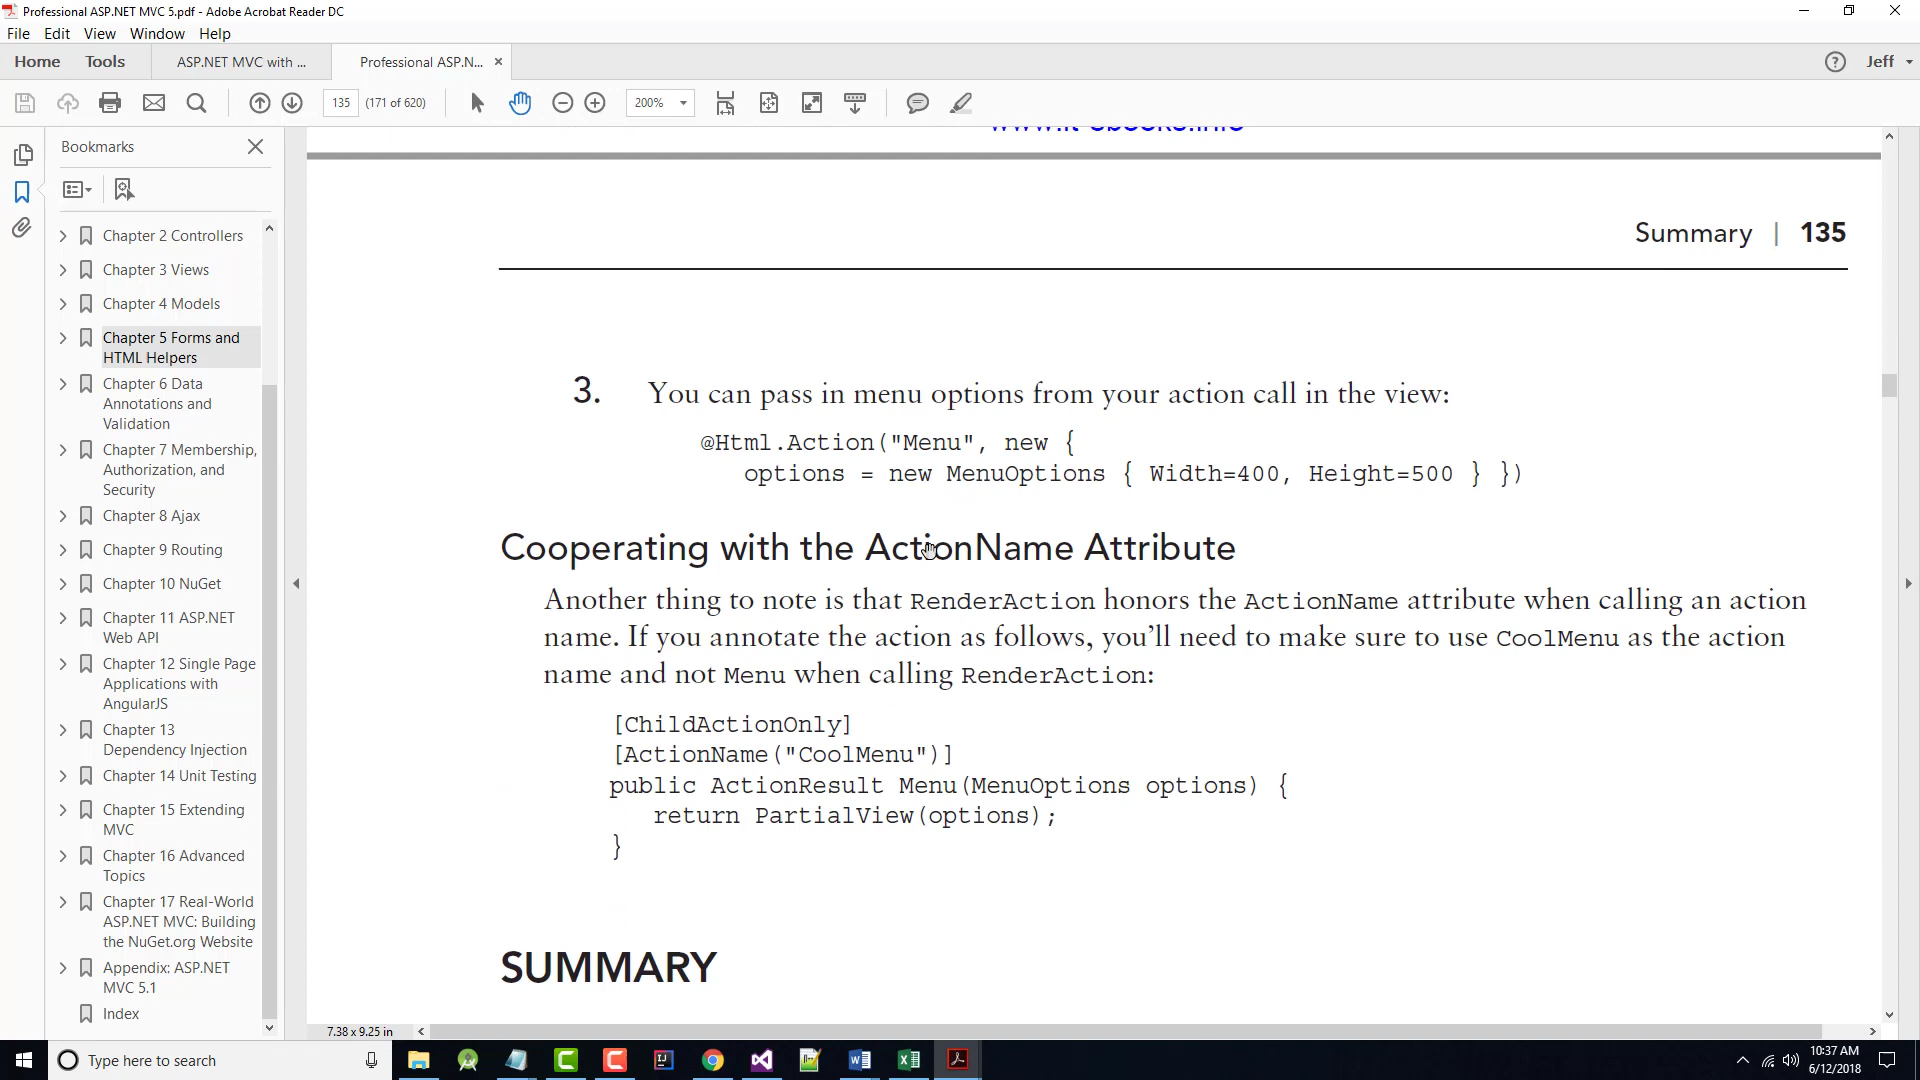 Professional ASP.NET MVC 5.pdf - Adobe Acrobat Reader DC
File Edit View Window Help
Home Tools ASP.NET MVC with ... Professional ASP.N... Jeff
135 (171 of 620) 200%
Bookmarks
Chapter 2 Controllers
Chapter 3 Views
Chapter 4 Models
Chapter 5 Forms and
HTML Helpers
Chapter 6 Data
Annotations and
Validation
Chapter 7 Membership,
Authorization, and
Security
Chapter 8 Ajax
Chapter 9 Routing
Chapter 10 NuGet
Chapter 11 ASP.NET
Web API
Chapter 12 Single Page
Applications with
AngularJS
Chapter 13
Dependency Injection
Chapter 14 Unit Testing
Chapter 15 Extending
MVC
Chapter 16 Advanced
Topics
Chapter 17 Real-World
ASP.NET MVC: Building
the NuGet.org Website
Appendix: ASP.NET
MVC 5.1
Index
www.it-ebooks.info
Summary | 135
3. You can pass in menu options from your action call in the view:
@Html.Action("Menu", new {
options = new MenuOptions { Width=400, Height=500 } })
Cooperating with the ActionName Attribute
Another thing to note is that RenderAction honors the ActionName attribute when calling an action
name. If you annotate the action as follows, you'll need to make sure to use CoolMenu as the action
name and not Menu when calling RenderAction:
[ChildActionOnly]
[ActionName("CoolMenu")]
public ActionResult Menu(MenuOptions options) {
return PartialView(options);
}
SUMMARY
7.38 x 9.25 in
Type here to search
10:37 AM
6/12/2018